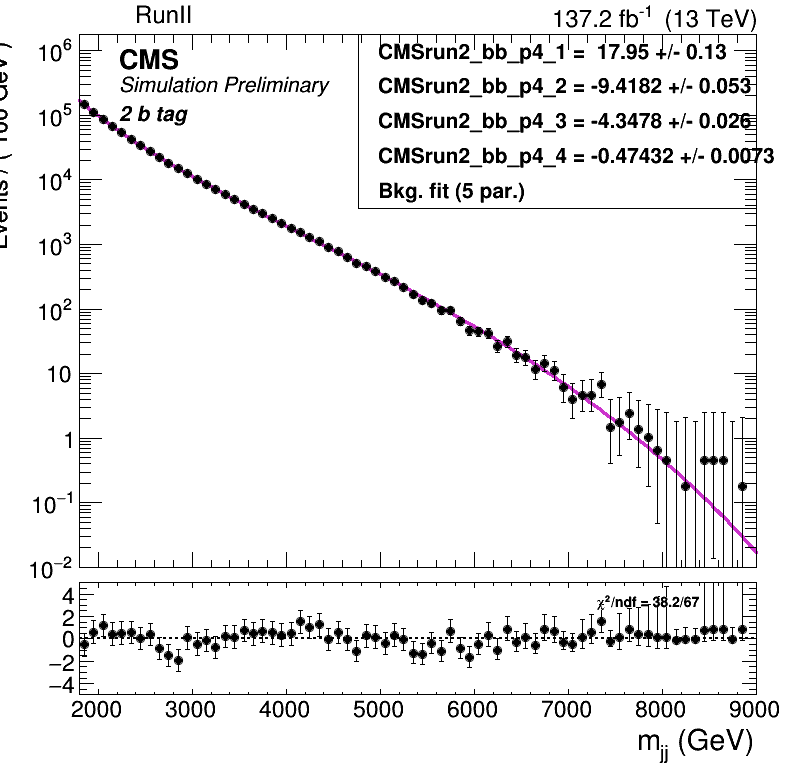 RunII
137.2 fb⁻¹ (13 TeV)
CMS
Simulation Preliminary
2 b tag
CMSrun2_bb_p4_1 = 17.95 +/- 0.13
CMSrun2_bb_p4_2 = -9.4182 +/- 0.053
CMSrun2_bb_p4_3 = -4.3478 +/- 0.026
CMSrun2_bb_p4_4 = -0.47432 +/- 0.0073
Bkg. fit (5 par.)
Events / ( 100 GeV )
10⁶
10⁵
10⁴
10³
10²
10
1
10⁻¹
10⁻²
χ²/ndf = 38.2/67
4
2
0
−2
−4
2000 3000 4000 5000 6000 7000 8000 9000
m_jj (GeV)